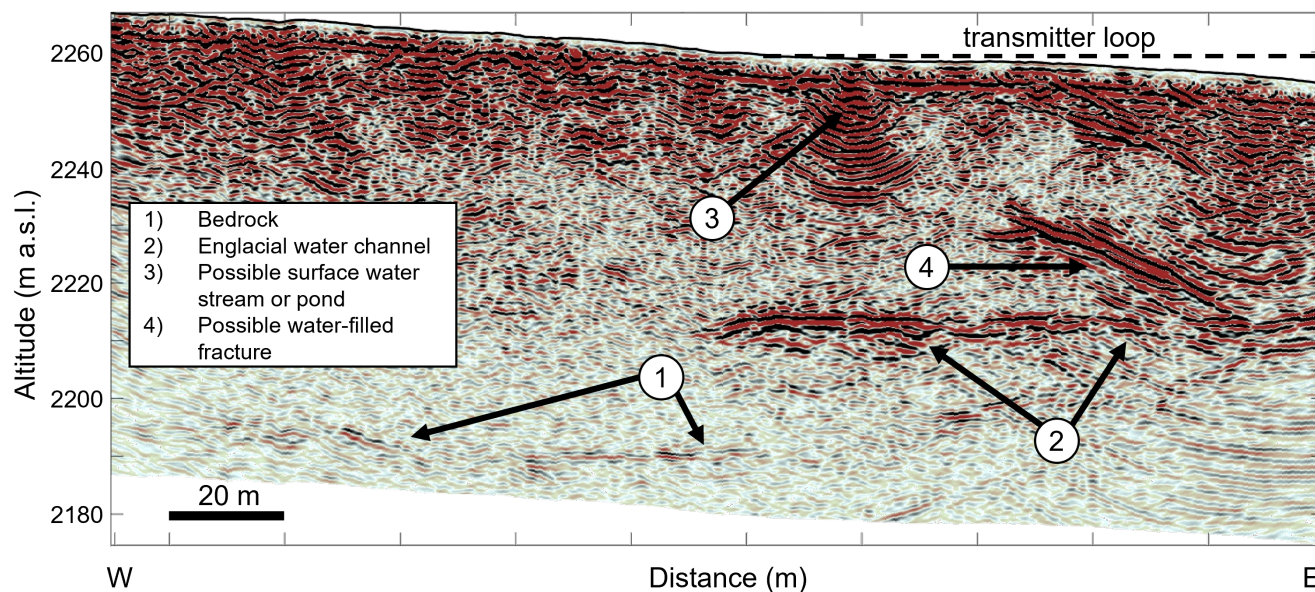 transmitter loop
2260
2240
2220
2200
2180
Altitude (m a.s.l.)
1) Bedrock
2) Englacial water channel
3) Possible surface water
stream or pond
4) Possible water-filled
fracture
3
4
1
2
20 m
W
Distance (m)
E